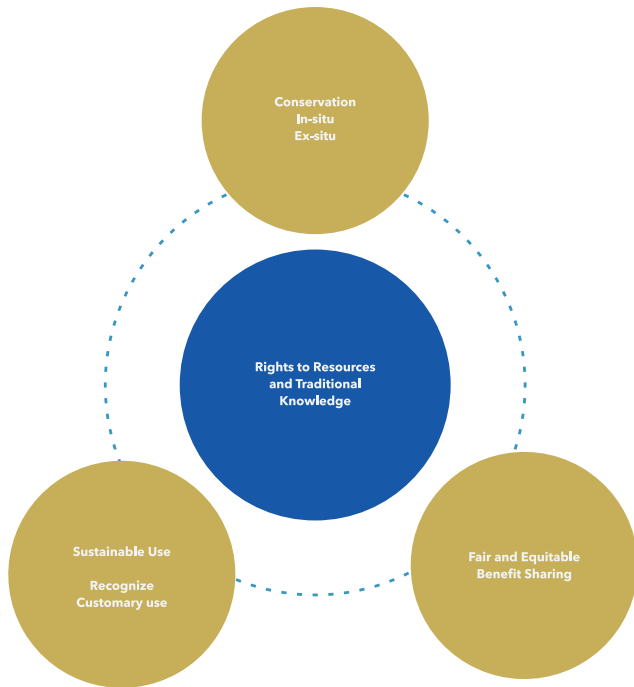 Conservation
In-situ
Ex-situ
Rights to Resources
and Traditional
Knowledge
Sustainable Use
Recognize
Customary use
Fair and Equitable
Benefit Sharing